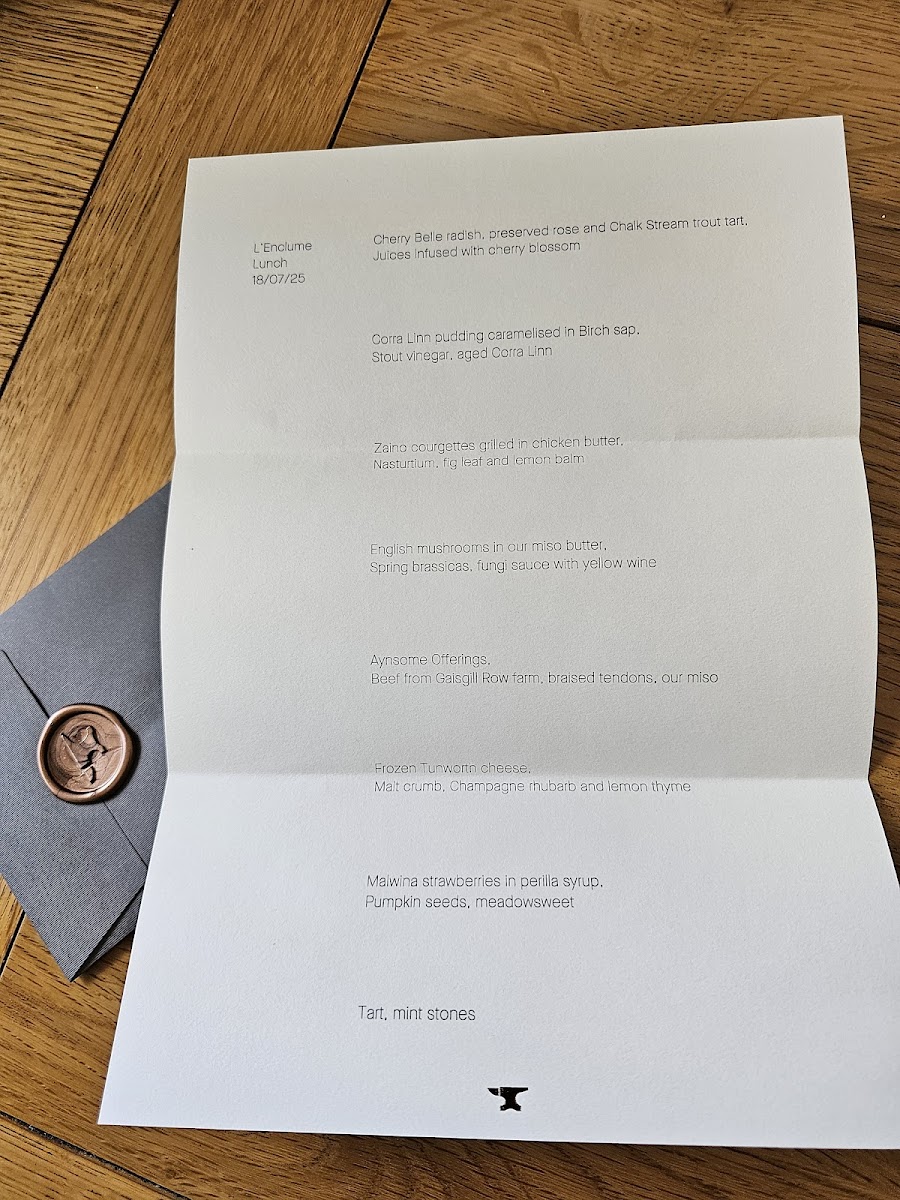 L'Enclume
Lunch
18/07/25
Cherry Belle radish, preserved rose and Chalk Stream trout tart,
Juices infused with cherry blossom
Corra Linn pudding caramelised in Birch sap,
Stout vinegar, aged Corra Linn
Zaino courgettes grilled in chicken butter,
Nasturtium, fig leaf and lemon balm
English mushrooms in our miso butter,
Spring brassicas, fungi sauce with yellow wine
Aynsome Offerings,
Beef from Gaisgill Row farm, braised tendons, our miso
Frozen Tunworth cheese,
Malt crumb, Champagne rhubarb and lemon thyme
Malwina strawberries in perilla syrup,
Pumpkin seeds, meadowsweet
Tart, mint stones